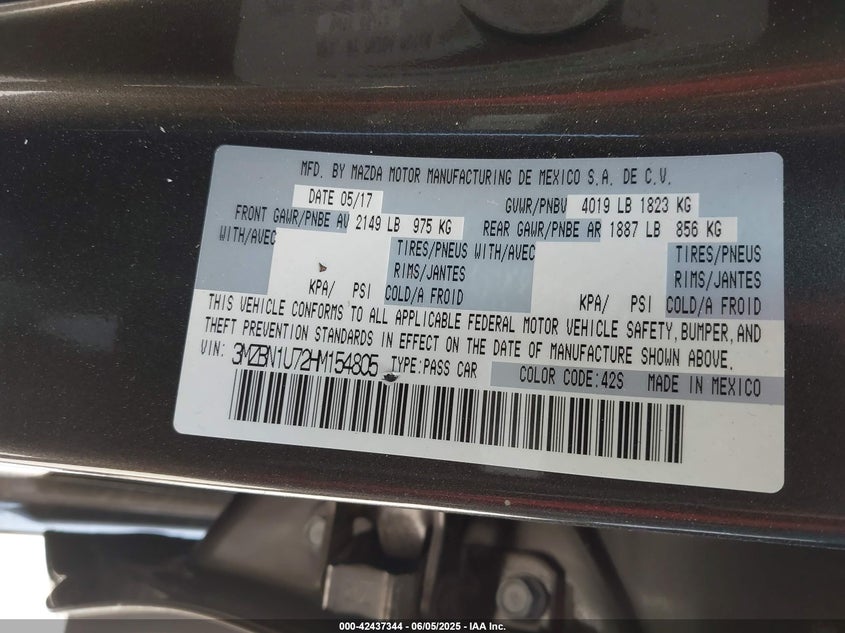 MFD. BY MAZDA MOTOR MANUFACTURING DE MEXICO S.A. DE C.V.
DATE 05/17 GVWR/PNBV 4019 LB 1823 KG
FRONT GAWR/PNBE AV 2149 LB 975 KG REAR GAWR/PNBE AR 1887 LB 856 KG
WITH/AVEC TIRES/PNEUS WITH/AVEC TIRES/PNEUS
RIMS/JANTES RIMS/JANTES
KPA/ PSI COLD/A FROID KPA/ PSI COLD/A FROID
THIS VEHICLE CONFORMS TO ALL APPLICABLE FEDERAL MOTOR VEHICLE SAFETY, BUMPER, AND
THEFT PREVENTION STANDARDS IN EFFECT ON THE DATE OF MANUFACTURE SHOWN ABOVE.
VIN: 3MZBN1U72HM154805 TYPE:PASS CAR COLOR CODE:42S MADE IN MEXICO
000-42437344 - 06/05/2025 - IAA Inc.